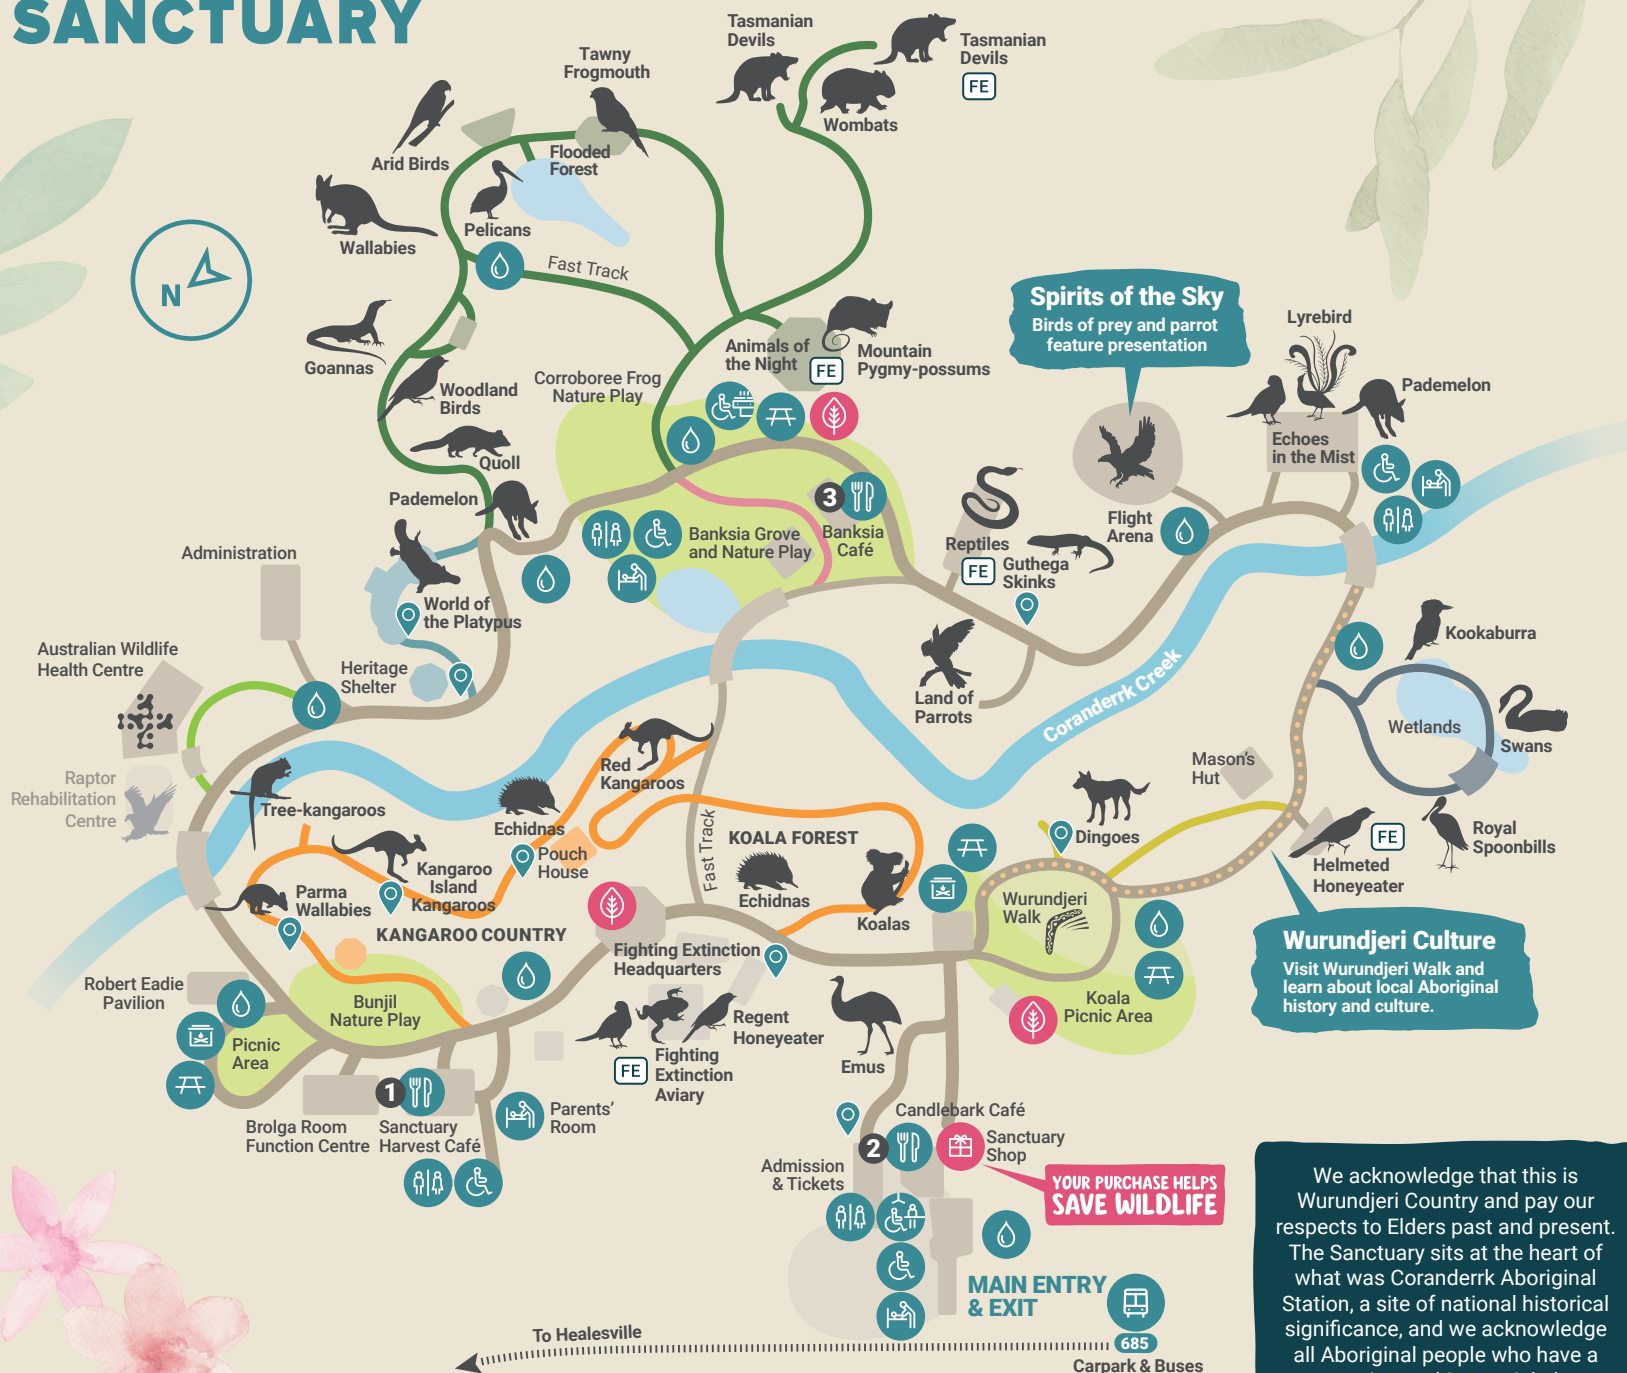 SANCTUARY
Tasmanian
Devils
Tasmanian
Devils
FE
Wombats
Tawny
Frogmouth
Arid Birds
Flooded
Forest
Wallabies
Pelicans
N
Fast Track
Goannas
Woodland
Birds
Quoll
Pademelon
Corroboree Frog
Nature Play
Animals of
the Night
FE
Mountain
Pygmy-possums
Spirits of the Sky
Birds of prey and parrot
feature presentation
Lyrebird
Pademelon
Echoes
in the Mist
Flight
Arena
3
Banksia Grove
and Nature Play
Banksia
Café
Reptiles
FE
Guthega
Skinks
Administration
World of
the Platypus
Australian Wildlife
Health Centre
Heritage
Shelter
Land of
Parrots
Coranderrk Creek
Kookaburra
Wetlands
Swans
Raptor
Rehabilitation
Centre
Tree-kangaroos
Red
Kangaroos
Echidnas
Pouch
House
Kangaroo
Island
Kangaroos
Parma
Wallabies
KANGAROO COUNTRY
Fast Track
KOALA FOREST
Echidnas
Koalas
Mason's
Hut
Dingoes
Wurundjeri
Walk
Helmeted
Honeyeater
FE
Royal
Spoonbills
Wurundjeri Culture
Visit Wurundjeri Walk and
learn about local Aboriginal
history and culture.
Fighting Extinction
Headquarters
Robert Eadie
Pavilion
Bunjil
Nature Play
Picnic
Area
Regent
Honeyeater
FE
Fighting
Extinction
Aviary
Emus
Koala
Picnic Area
Brolga Room
Function Centre
1
Sanctuary
Harvest Café
Parents'
Room
Candlebark Café
2
Sanctuary
Shop
Admission
& Tickets
YOUR PURCHASE HELPS
SAVE WILDLIFE
MAIN ENTRY
& EXIT
685
Carpark & Buses
To Healesville
We acknowledge that this is
Wurundjeri Country and pay our
respects to Elders past and present.
The Sanctuary sits at the heart of
what was Coranderrk Aboriginal
Station, a site of national historical
significance, and we acknowledge
all Aboriginal people who have a